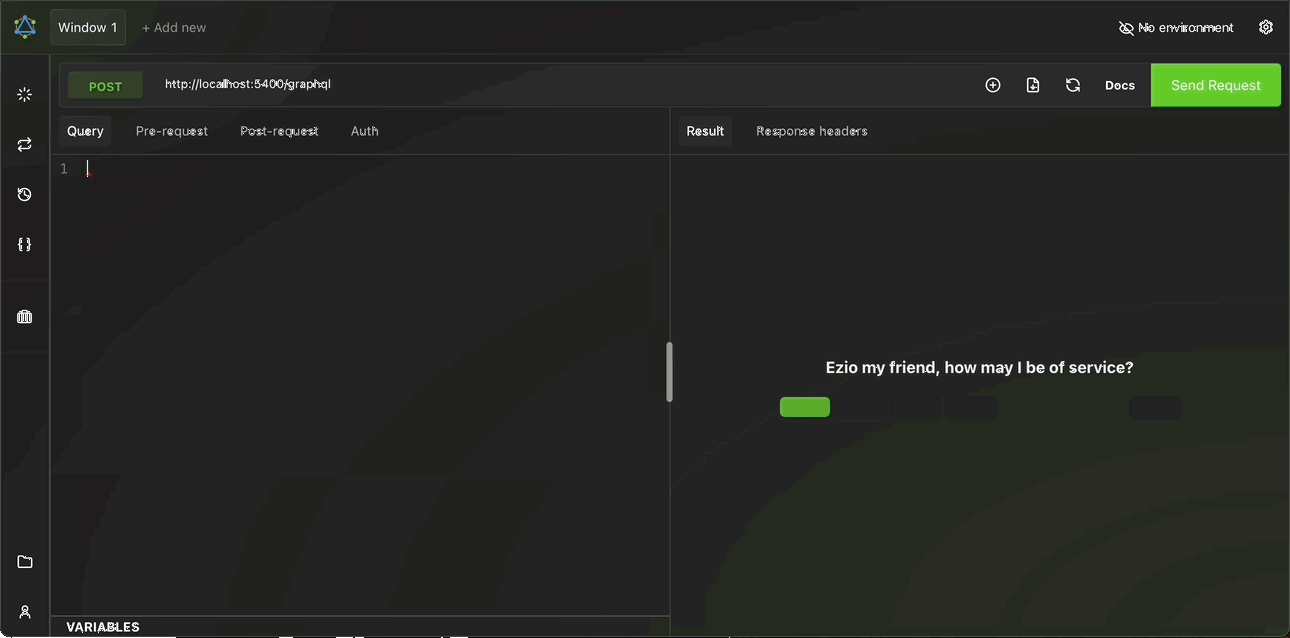 Window 1 + Add new No environment
POST http://localhost:5400/graphql Docs Send Request
Query Pre-request Post-request Auth Result Response headers
1
Ezio my friend, how may I be of service?
VARIABLES